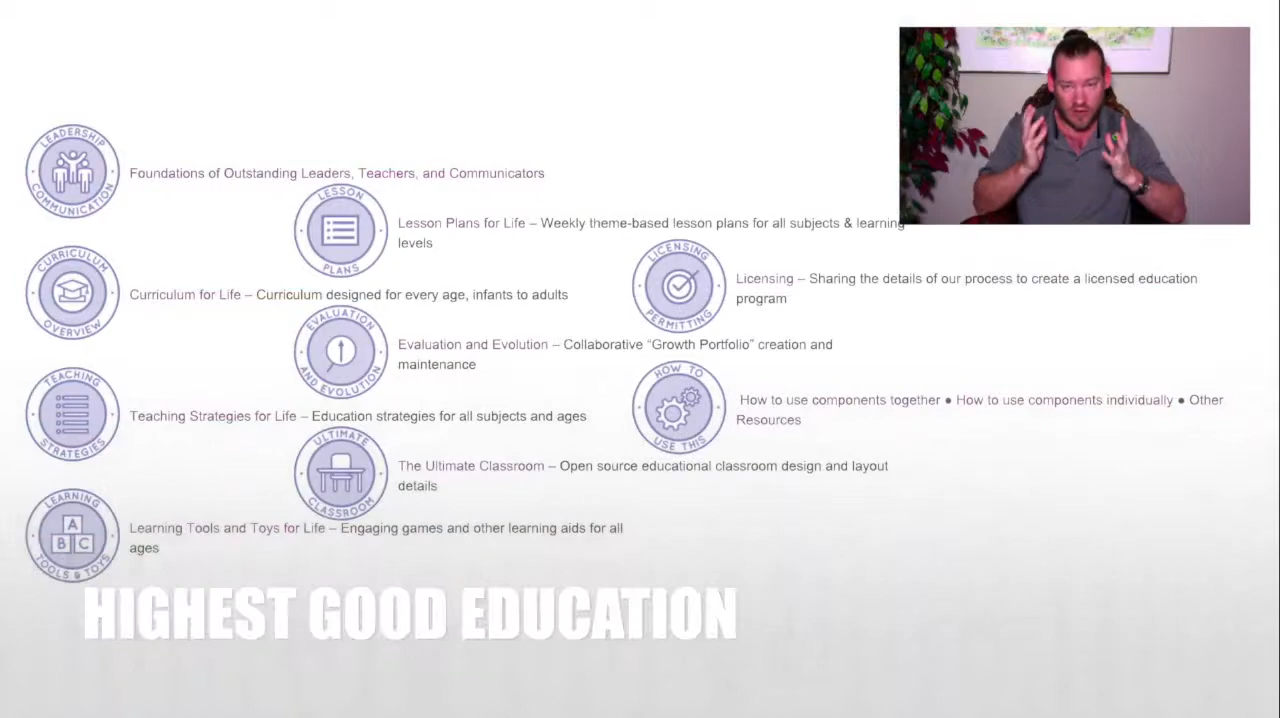 LEADERSHIP
COMMUNICATION
Foundations of Outstanding Leaders, Teachers, and Communicators
LESSON
PLANS
Lesson Plans for Life – Weekly theme-based lesson plans for all subjects & learning
levels
CURRICULUM
OVERVIEW
Curriculum for Life – Curriculum designed for every age, infants to adults
LICENSING
PERMITTING
Licensing – Sharing the details of our process to create a licensed education
program
EVALUATION
AND EVOLUTION
Evaluation and Evolution – Collaborative “Growth Portfolio” creation and
maintenance
TEACHING
STRATEGIES
Teaching Strategies for Life – Education strategies for all subjects and ages
HOW TO
USE THIS
How to use components together ● How to use components individually ● Other
Resources
ULTIMATE
CLASSROOM
The Ultimate Classroom – Open source educational classroom design and layout
details
LEARNING
A
B C
TOOLS & TOYS
Learning Tools and Toys for Life – Engaging games and other learning aids for all
ages
HIGHEST GOOD EDUCATION